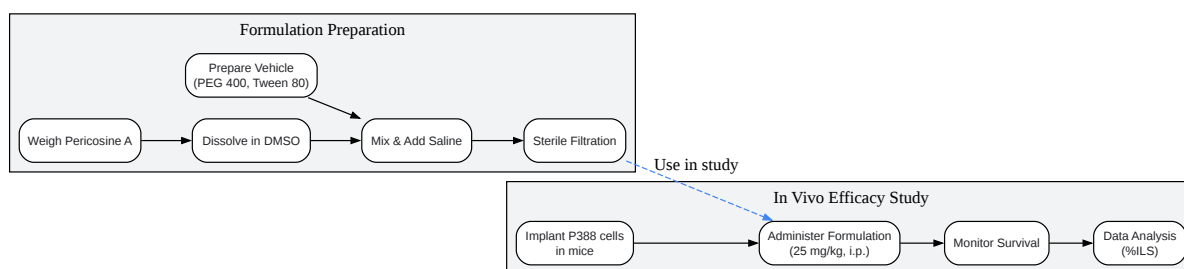 Formulation Preparation
Prepare Vehicle
(PEG 400, Tween 80)
Weigh Pericosine A
Dissolve in DMSO
Mix & Add Saline
Sterile Filtration
Use in study
In Vivo Efficacy Study
Implant P388 cells
in mice
Administer Formulation
(25 mg/kg, i.p.)
Monitor Survival
Data Analysis
(%ILS)